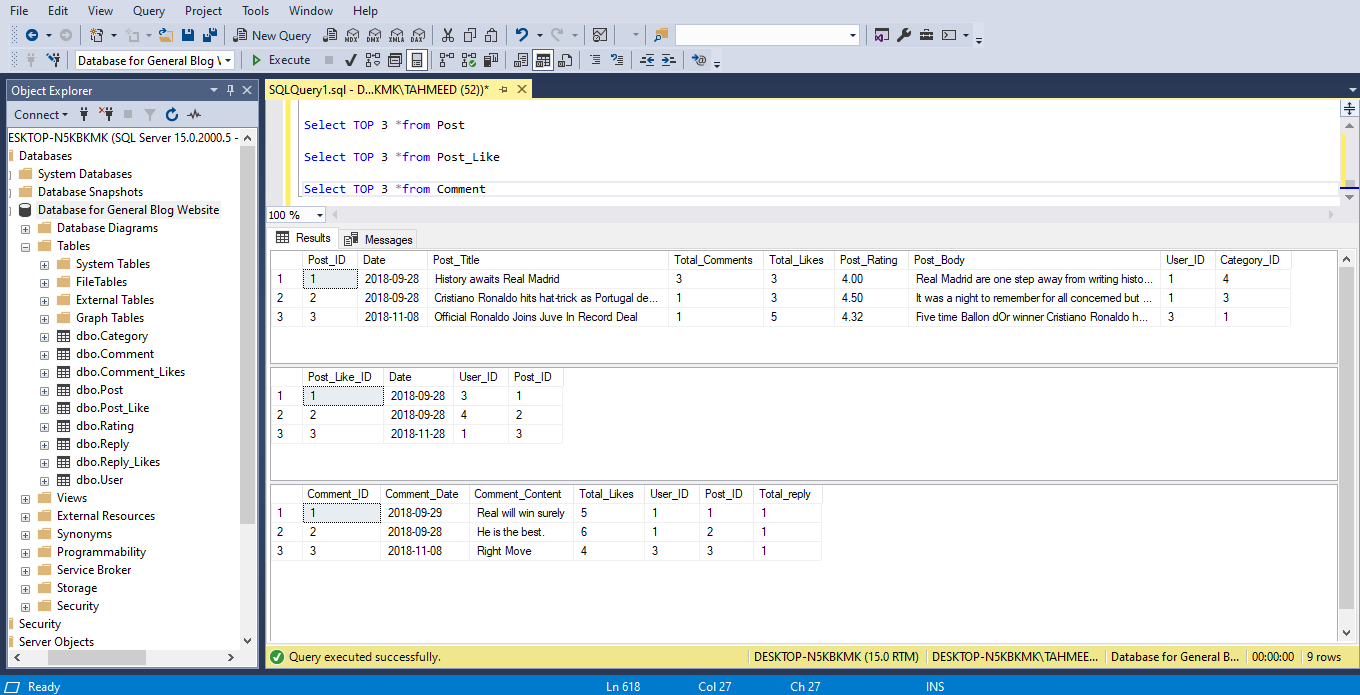 File Edit View Query Project Tools Window Help
New Query MDX DMX XMLA DAX
Database for General Blog W Execute
Object Explorer
Connect
ESKTOP-N5KBKMK (SQL Server 15.0.2000.5 -
Databases
System Databases
Database Snapshots
Database for General Blog Website
Database Diagrams
Tables
System Tables
FileTables
External Tables
Graph Tables
dbo.Category
dbo.Comment
dbo.Comment_Likes
dbo.Post
dbo.Post_Like
dbo.Rating
dbo.Reply
dbo.Reply_Likes
dbo.User
Views
External Resources
Synonyms
Programmability
Service Broker
Storage
Security
Security
Server Objects
SQLQuery1.sql - D...KMK\TAHMEED (52))*
Select TOP 3 *from Post
Select TOP 3 *from Post_Like
Select TOP 3 *from Comment
100 %
Results Messages
Post_ID Date Post_Title Total_Comments Total_Likes Post_Rating Post_Body User_ID Category_ID
1 1 2018-09-28 History awaits Real Madrid 3 3 4.00 Real Madrid are one step away from writing histo... 1 4
2 2 2018-09-28 Cristiano Ronaldo hits hat-trick as Portugal de... 1 3 4.50 It was a night to remember for all concerned but ... 1 3
3 3 2018-11-08 Official Ronaldo Joins Juve In Record Deal 1 5 4.32 Five time Ballon dOr winner Cristiano Ronaldo h... 3 1
Post_Like_ID Date User_ID Post_ID
1 1 2018-09-28 3 1
2 2 2018-09-28 4 2
3 3 2018-11-28 1 3
Comment_ID Comment_Date Comment_Content Total_Likes User_ID Post_ID Total_reply
1 1 2018-09-29 Real will win surely 5 1 1 1
2 2 2018-09-28 He is the best. 6 1 2 1
3 3 2018-11-08 Right Move 4 3 3 1
Query executed successfully. DESKTOP-N5KBKMK (15.0 RTM) DESKTOP-N5KBKMK\TAHMEE... Database for General B... 00:00:00 9 rows
Ready Ln 618 Col 27 Ch 27 INS